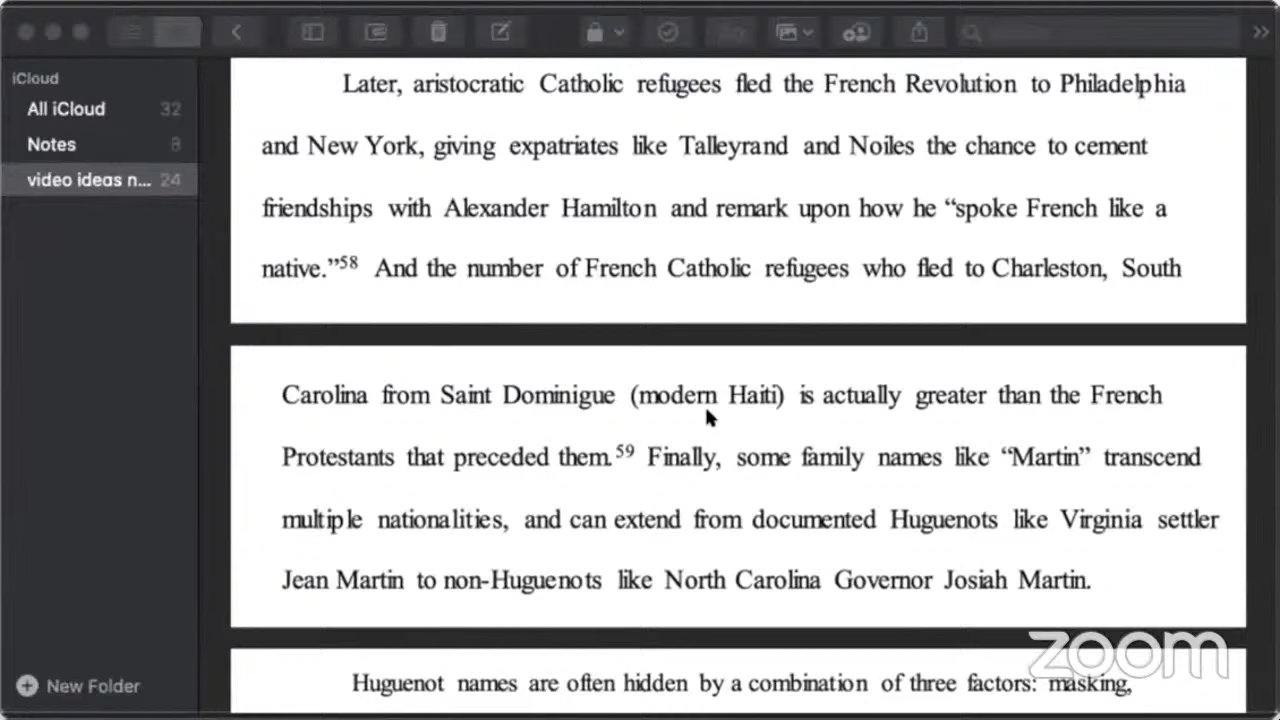 iCloud
All iCloud 32
Notes 8
video ideas n... 24
New Folder
Later, aristocratic Catholic refugees fled the French Revolution to Philadelphia
and New York, giving expatriates like Talleyrand and Noiles the chance to cement
friendships with Alexander Hamilton and remark upon how he “spoke French like a
native.”58 And the number of French Catholic refugees who fled to Charleston, South
Carolina from Saint Dominigue (modern Haiti) is actually greater than the French
Protestants that preceded them.59 Finally, some family names like “Martin” transcend
multiple nationalities, and can extend from documented Huguenots like Virginia settler
Jean Martin to non-Huguenots like North Carolina Governor Josiah Martin.
Huguenot names are often hidden by a combination of three factors: masking,
zoom